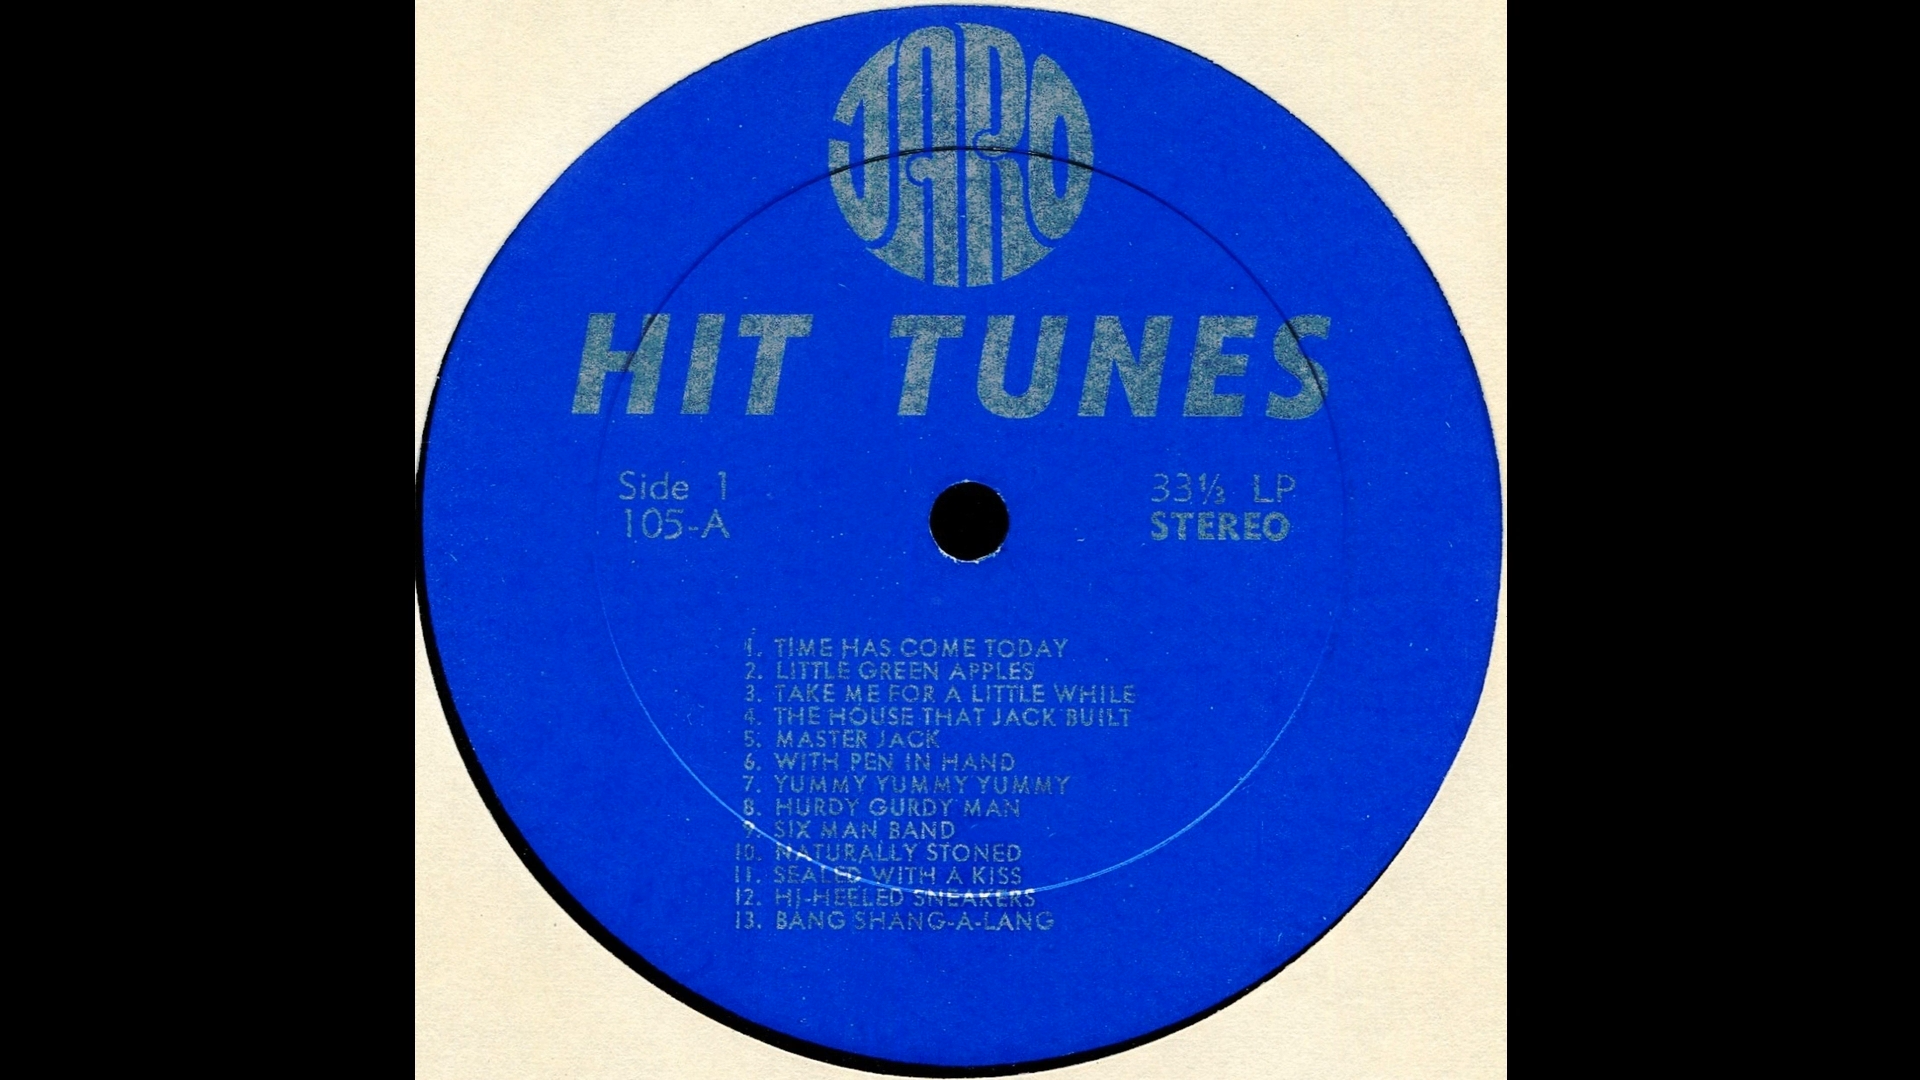 JARO
HIT TUNES
Side 1
105-A
33⅓ LP
STEREO
1. TIME HAS COME TODAY
2. LITTLE GREEN APPLES
3. TAKE ME FOR A LITTLE WHILE
4. THE HOUSE THAT JACK BUILT
5. MASTER JACK
6. WITH PEN IN HAND
7. YUMMY YUMMY YUMMY
8. HURDY GURDY MAN
9. SIX MAN BAND
10. NATURALLY STONED
11. SEALED WITH A KISS
12. HI-HEELED SNEAKERS
13. BANG SHANG-A-LANG